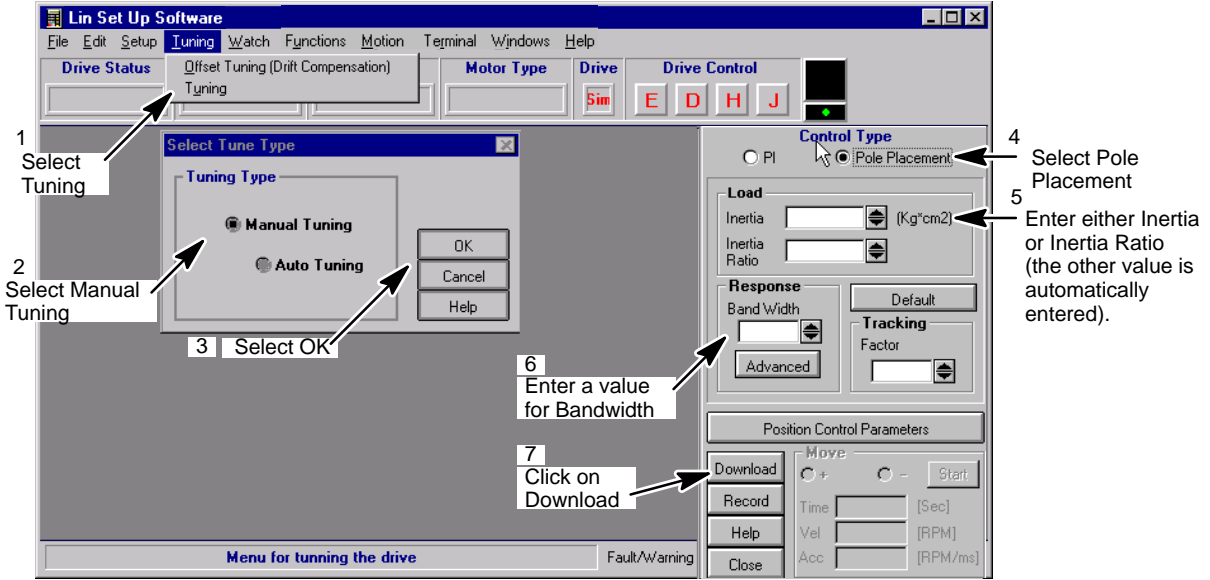 Lin Set Up Software
File Edit Setup Tuning Watch Functions Motion Terminal Windows Help
Drive Status
Motor Type
Drive
Drive Control
Offset Tuning (Drift Compensation)
Tuning
Sim
E D H J
1
Select
Tuning
Select Tune Type
Tuning Type
Manual Tuning
Auto Tuning
OK
Cancel
Help
2
Select Manual
Tuning
3 Select OK
Control Type
PI
Pole Placement
4
Select Pole
Placement
Load
Inertia
(Kg*cm2)
Inertia
Ratio
5
Enter either Inertia
or Inertia Ratio
(the other value is
automatically
entered).
Response
Band Width
Advanced
Default
Tracking
Factor
6
Enter a value
for Bandwidth
Position Control Parameters
7
Click on
Download
Download
Record
Help
Close
Move
+
-
Start
Time
[Sec]
Vel
[RPM]
Acc
[RPM/ms]
Menu for tunning the drive
Fault/Warning